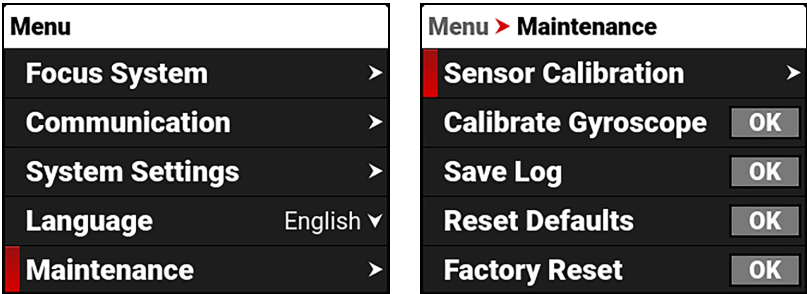 Menu
Focus System
Communication
System Settings
Language English
Maintenance
Menu Maintenance
Sensor Calibration
Calibrate Gyroscope OK
Save Log OK
Reset Defaults OK
Factory Reset OK